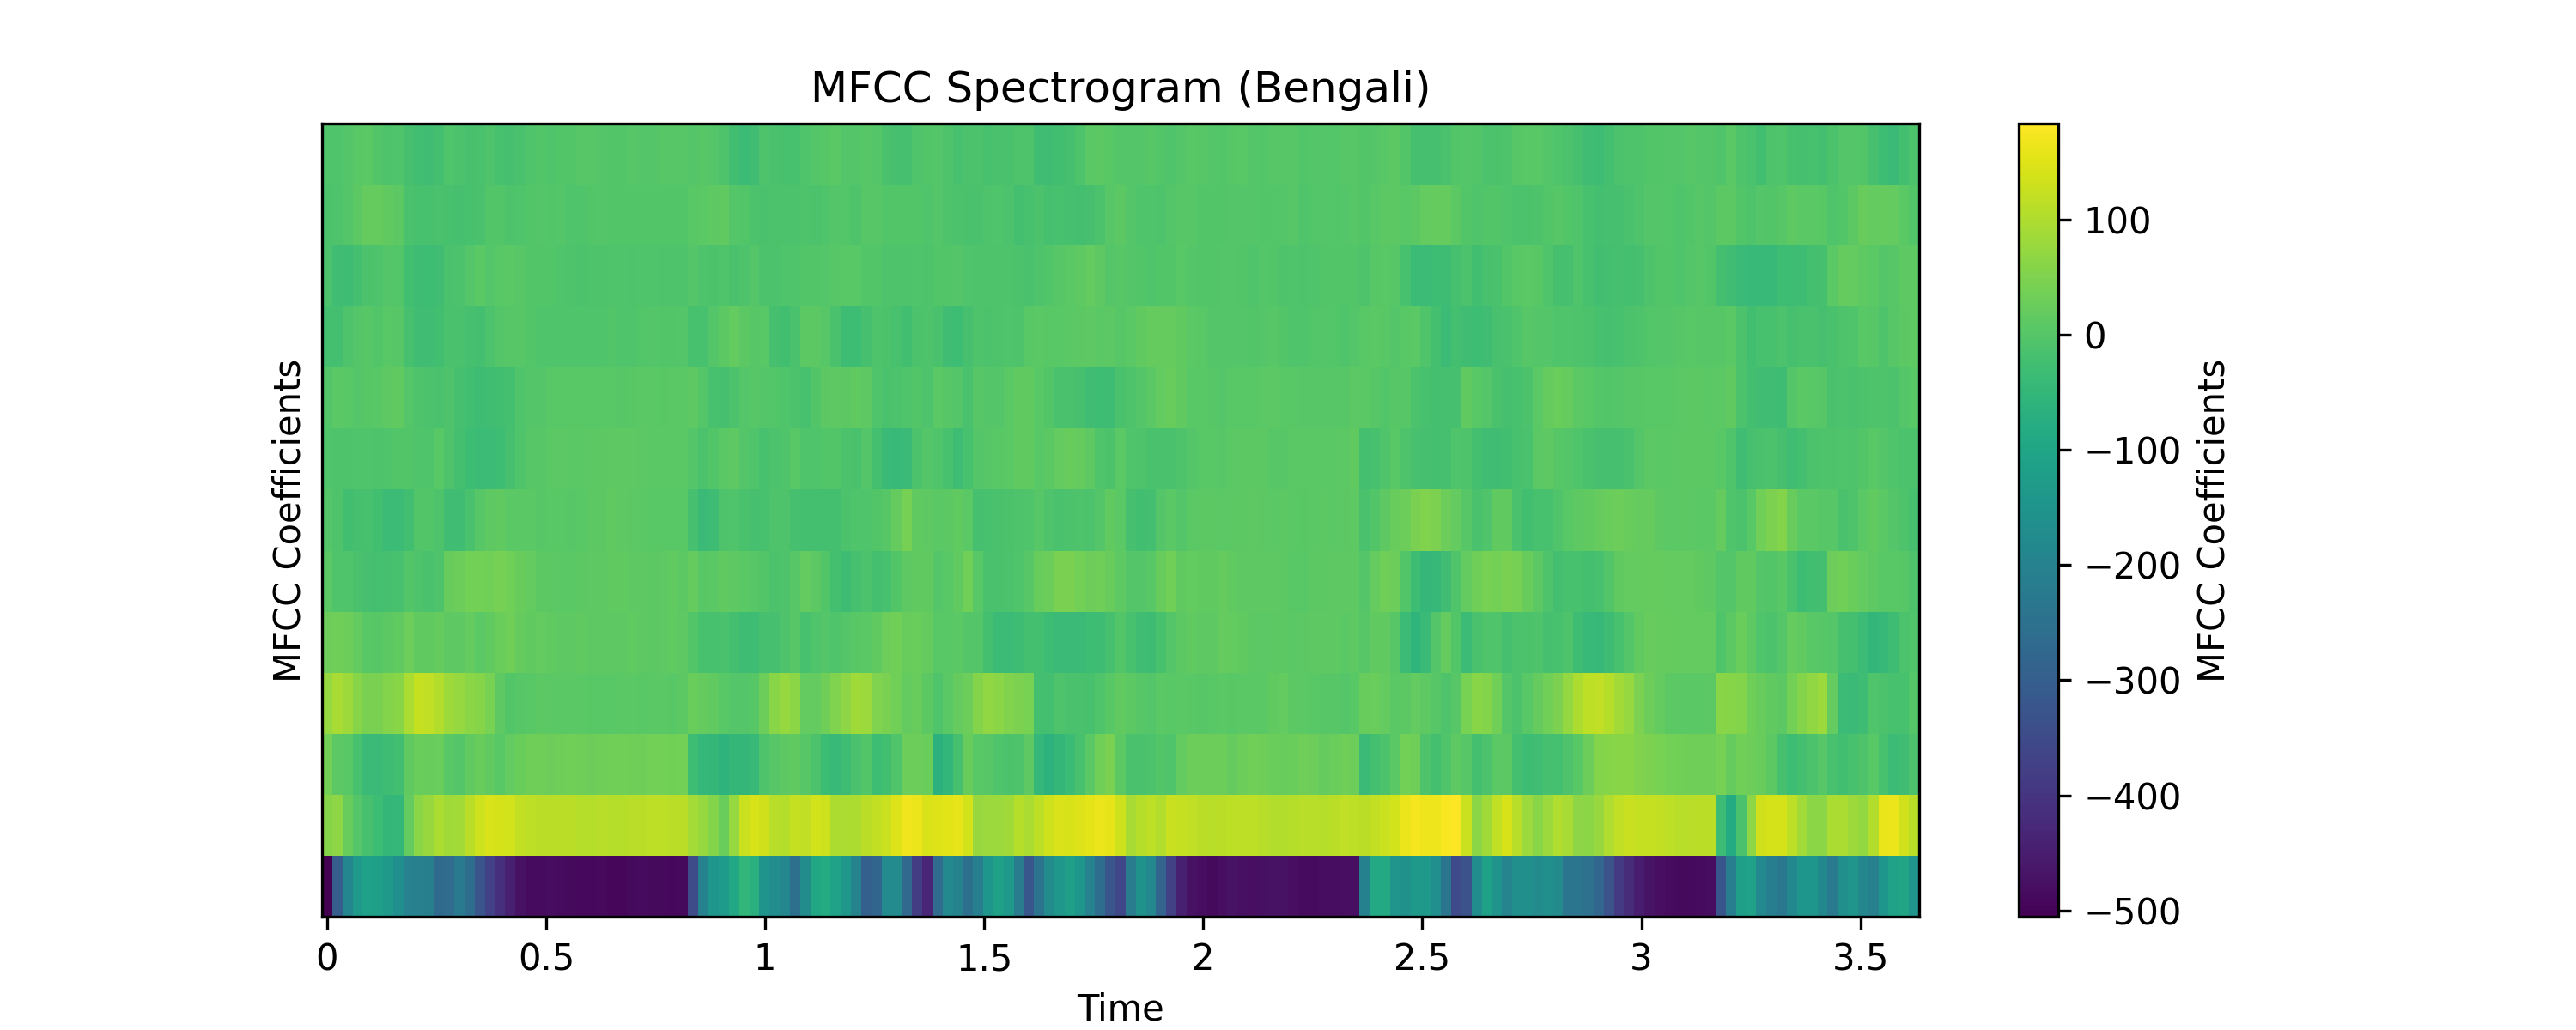 MFCC Spectrogram (Bengali)
MFCC Coefficients
0 0.5 1 1.5 2 2.5 3 3.5
Time
100
0
−100
−200
−300
−400
−500
MFCC Coefficients